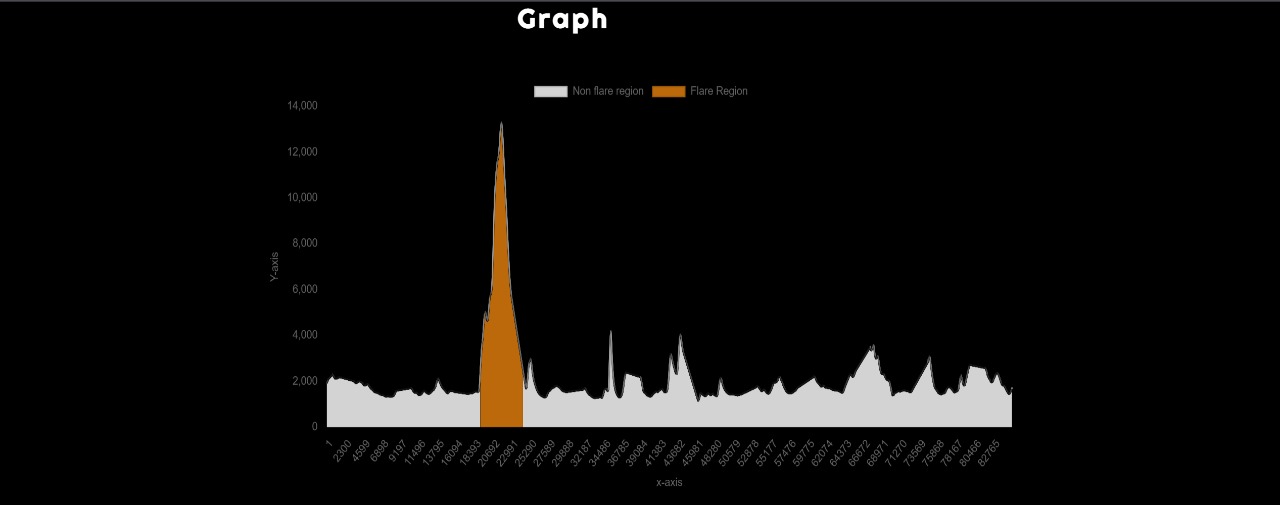 Graph
Non flare region Flare Region
14,000
12,000
10,000
8,000
6,000
4,000
2,000
0
Y-axis
1 2300 4599 6898 9197 11496 13795 16094 18393 20692 22991 25290 27589 29888 32187 34486 36785 39084 41383 43682 45981 48280 50579 52878 55177 57476 59775 62074 64373 66672 68971 71270 73569 75868 78167 80466 82765
x-axis